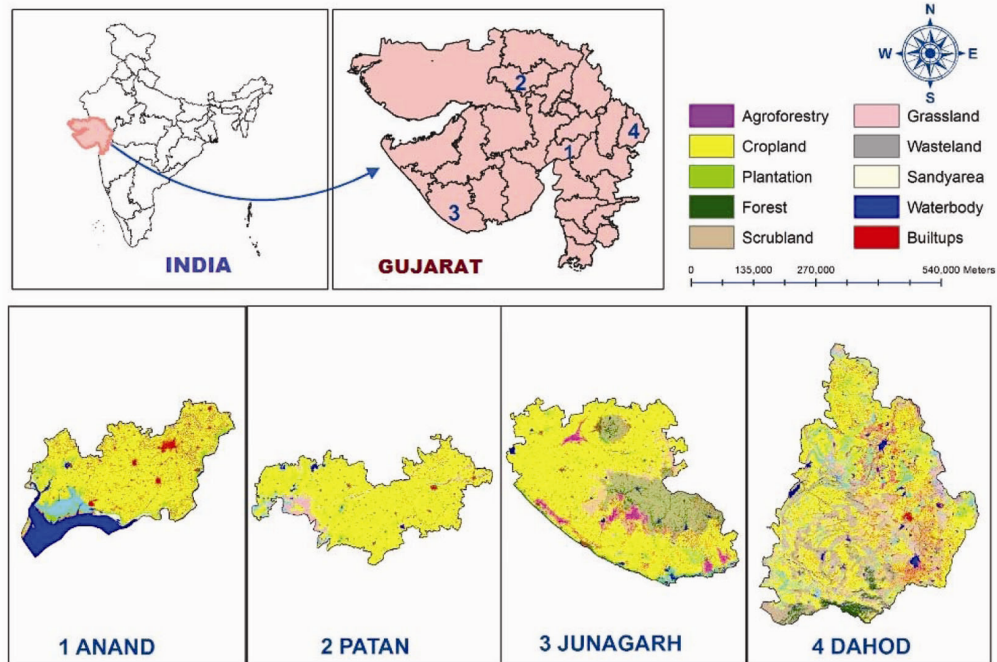 INDIA
GUJARAT
2
4
1
3
N
W
E
S
Agroforestry
Cropland
Plantation
Forest
Scrubland
Grassland
Wasteland
Sandyarea
Waterbody
Builtups
0 135,000 270,000 540,000 Meters
1 ANAND
2 PATAN
3 JUNAGARH
4 DAHOD